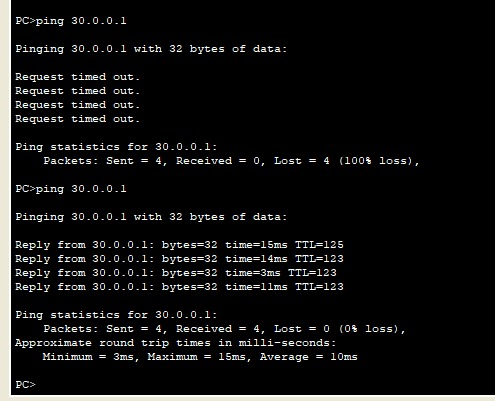 PC>ping 30.0.0.1
Pinging 30.0.0.1 with 32 bytes of data:
Request timed out.
Request timed out.
Request timed out.
Request timed out.
Ping statistics for 30.0.0.1:
    Packets: Sent = 4, Received = 0, Lost = 4 (100% loss),
PC>ping 30.0.0.1
Pinging 30.0.0.1 with 32 bytes of data:
Reply from 30.0.0.1: bytes=32 time=15ms TTL=125
Reply from 30.0.0.1: bytes=32 time=14ms TTL=123
Reply from 30.0.0.1: bytes=32 time=3ms TTL=123
Reply from 30.0.0.1: bytes=32 time=11ms TTL=123
Ping statistics for 30.0.0.1:
    Packets: Sent = 4, Received = 4, Lost = 0 (0% loss),
Approximate round trip times in milli-seconds:
    Minimum = 3ms, Maximum = 15ms, Average = 10ms
PC>